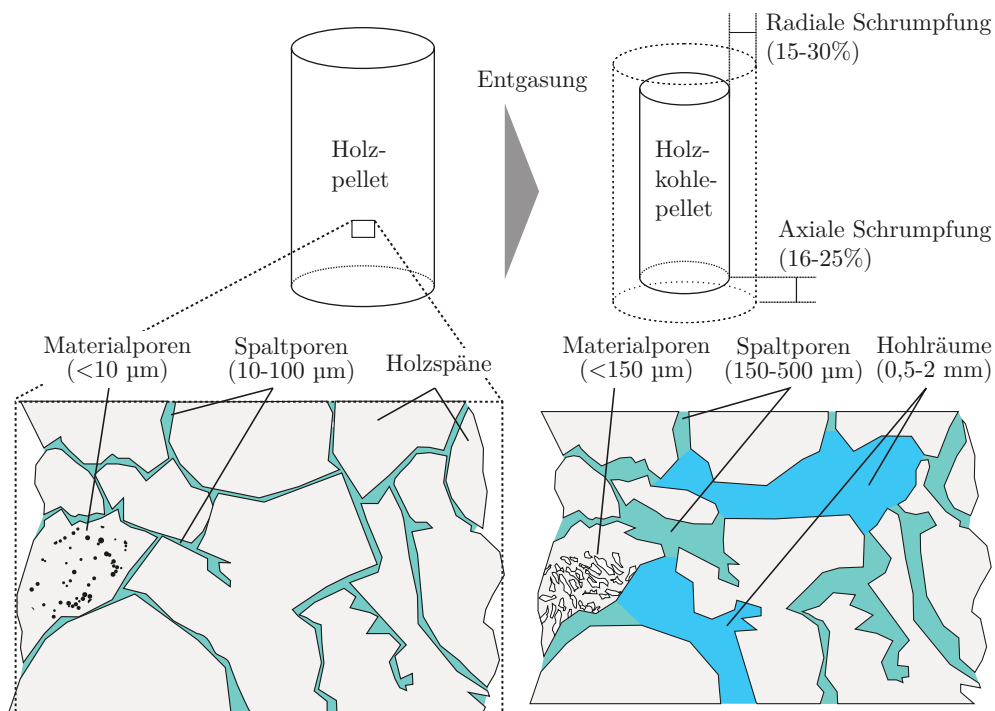 Radiale Schrumpfung
(15-30%)
Entgasung
Holz-
pellet
Holz-
kohle-
pellet
Axiale Schrumpfung
(16-25%)
Materialporen
(<10 µm)
Spaltporen
(10-100 µm)
Holzspäne
Materialporen
(<150 µm)
Spaltporen
(150-500 µm)
Hohlräume
(0,5-2 mm)